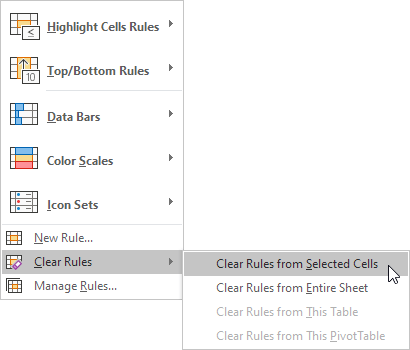 Highlight Cells Rules
≤
Top/Bottom Rules
10
Data Bars
Color Scales
Icon Sets
New Rule...
Clear Rules
Manage Rules...
Clear Rules from Selected Cells
Clear Rules from Entire Sheet
Clear Rules from This Table
Clear Rules from This PivotTable